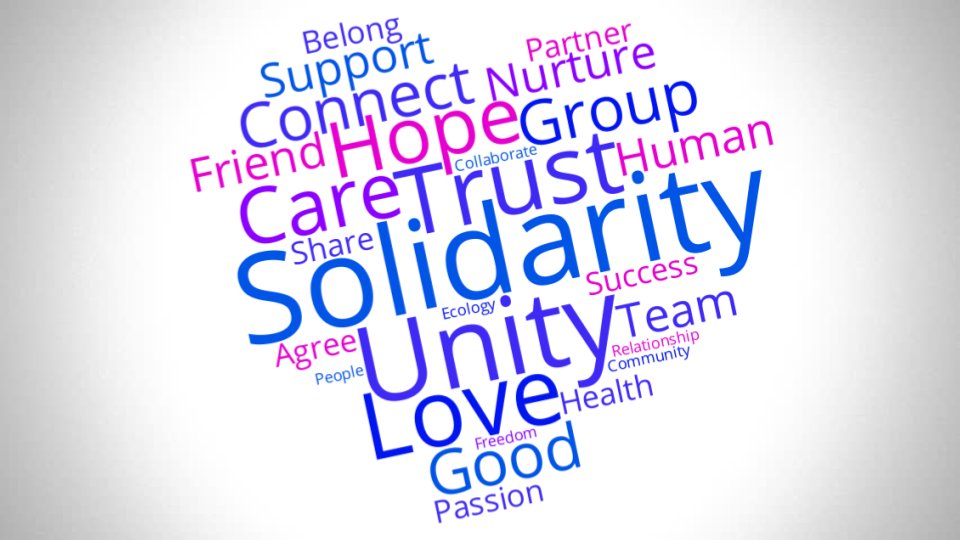 Belong
Partner
Support
Nurture
Connect
Group
Hope
Friend
Human
Collaborate
Trust
Care
Share
Solidarity
Success
Ecology
Team
Unity
Agree
Relationship
People
Community
Love
Health
Freedom
Good
Passion